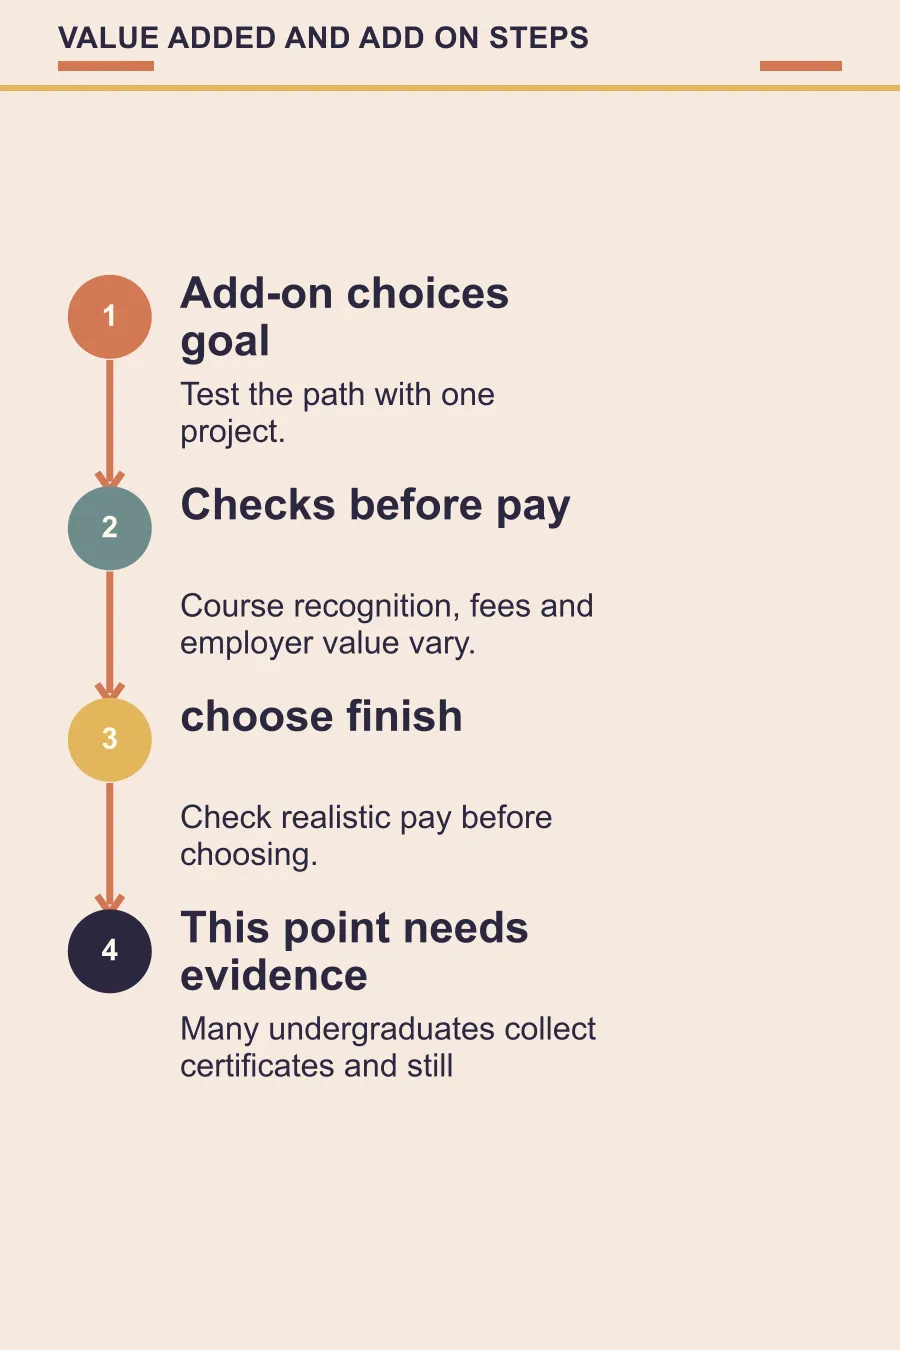 VALUE ADDED AND ADD ON STEPS
1
Add-on choices
goal
Test the path with one
project.
2
Checks before pay
Course recognition, fees and
employer value vary.
3
choose finish
Check realistic pay before
choosing.
4
This point needs
evidence
Many undergraduates collect
certificates and still